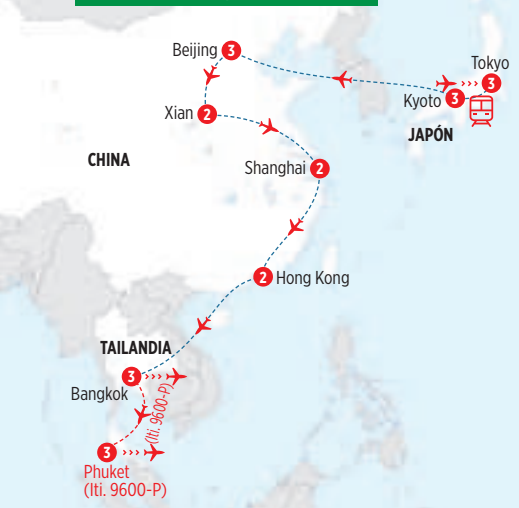 Beijing 3
Tokyo
3
Kyoto 3
JAPÓN
Xian 2
CHINA
Shanghai 2
2 Hong Kong
TAILANDIA
3
Bangkok
(Iti. 9600-P)
3
Phuket
(Iti. 9600-P)